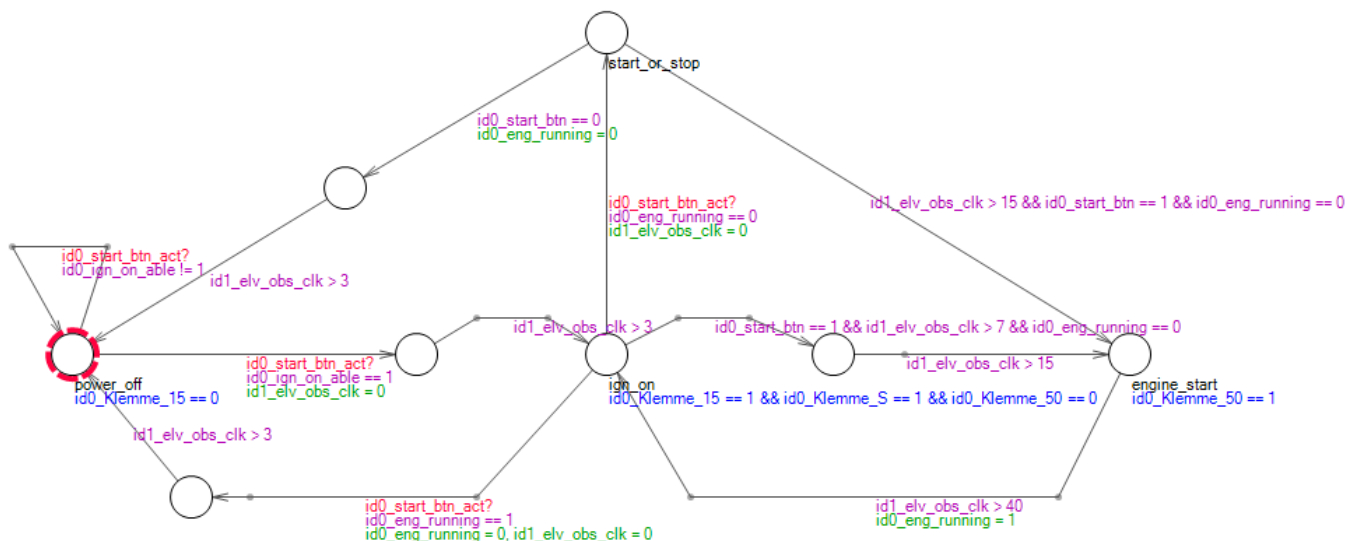 start_or_stop
id0_start_btn == 0
id0_eng_running = 0
id0_start_btn_act?
id0_eng_running == 0
id1_elv_obs_clk = 0
id1_elv_obs_clk > 15 && id0_start_btn == 1 && id0_eng_running == 0
id0_start_btn_act?
id0_ign_on_able != 1
id1_elv_obs_clk > 3
id1_elv_obs_clk > 3
id0_start_btn == 1 && id1_elv_obs_clk > 7 && id0_eng_running == 0
id0_start_btn_act?
id0_ign_on_able == 1
id1_elv_obs_clk = 0
id1_elv_obs_clk > 15
power_off
id0_Klemme_15 == 0
ign_on
id0_Klemme_15 == 1 && id0_Klemme_S == 1 && id0_Klemme_50 == 0
engine_start
id0_Klemme_50 == 1
id1_elv_obs_clk > 3
id0_start_btn_act?
id0_eng_running == 1
id0_eng_running = 0, id1_elv_obs_clk = 0
id1_elv_obs_clk > 40
id0_eng_running = 1